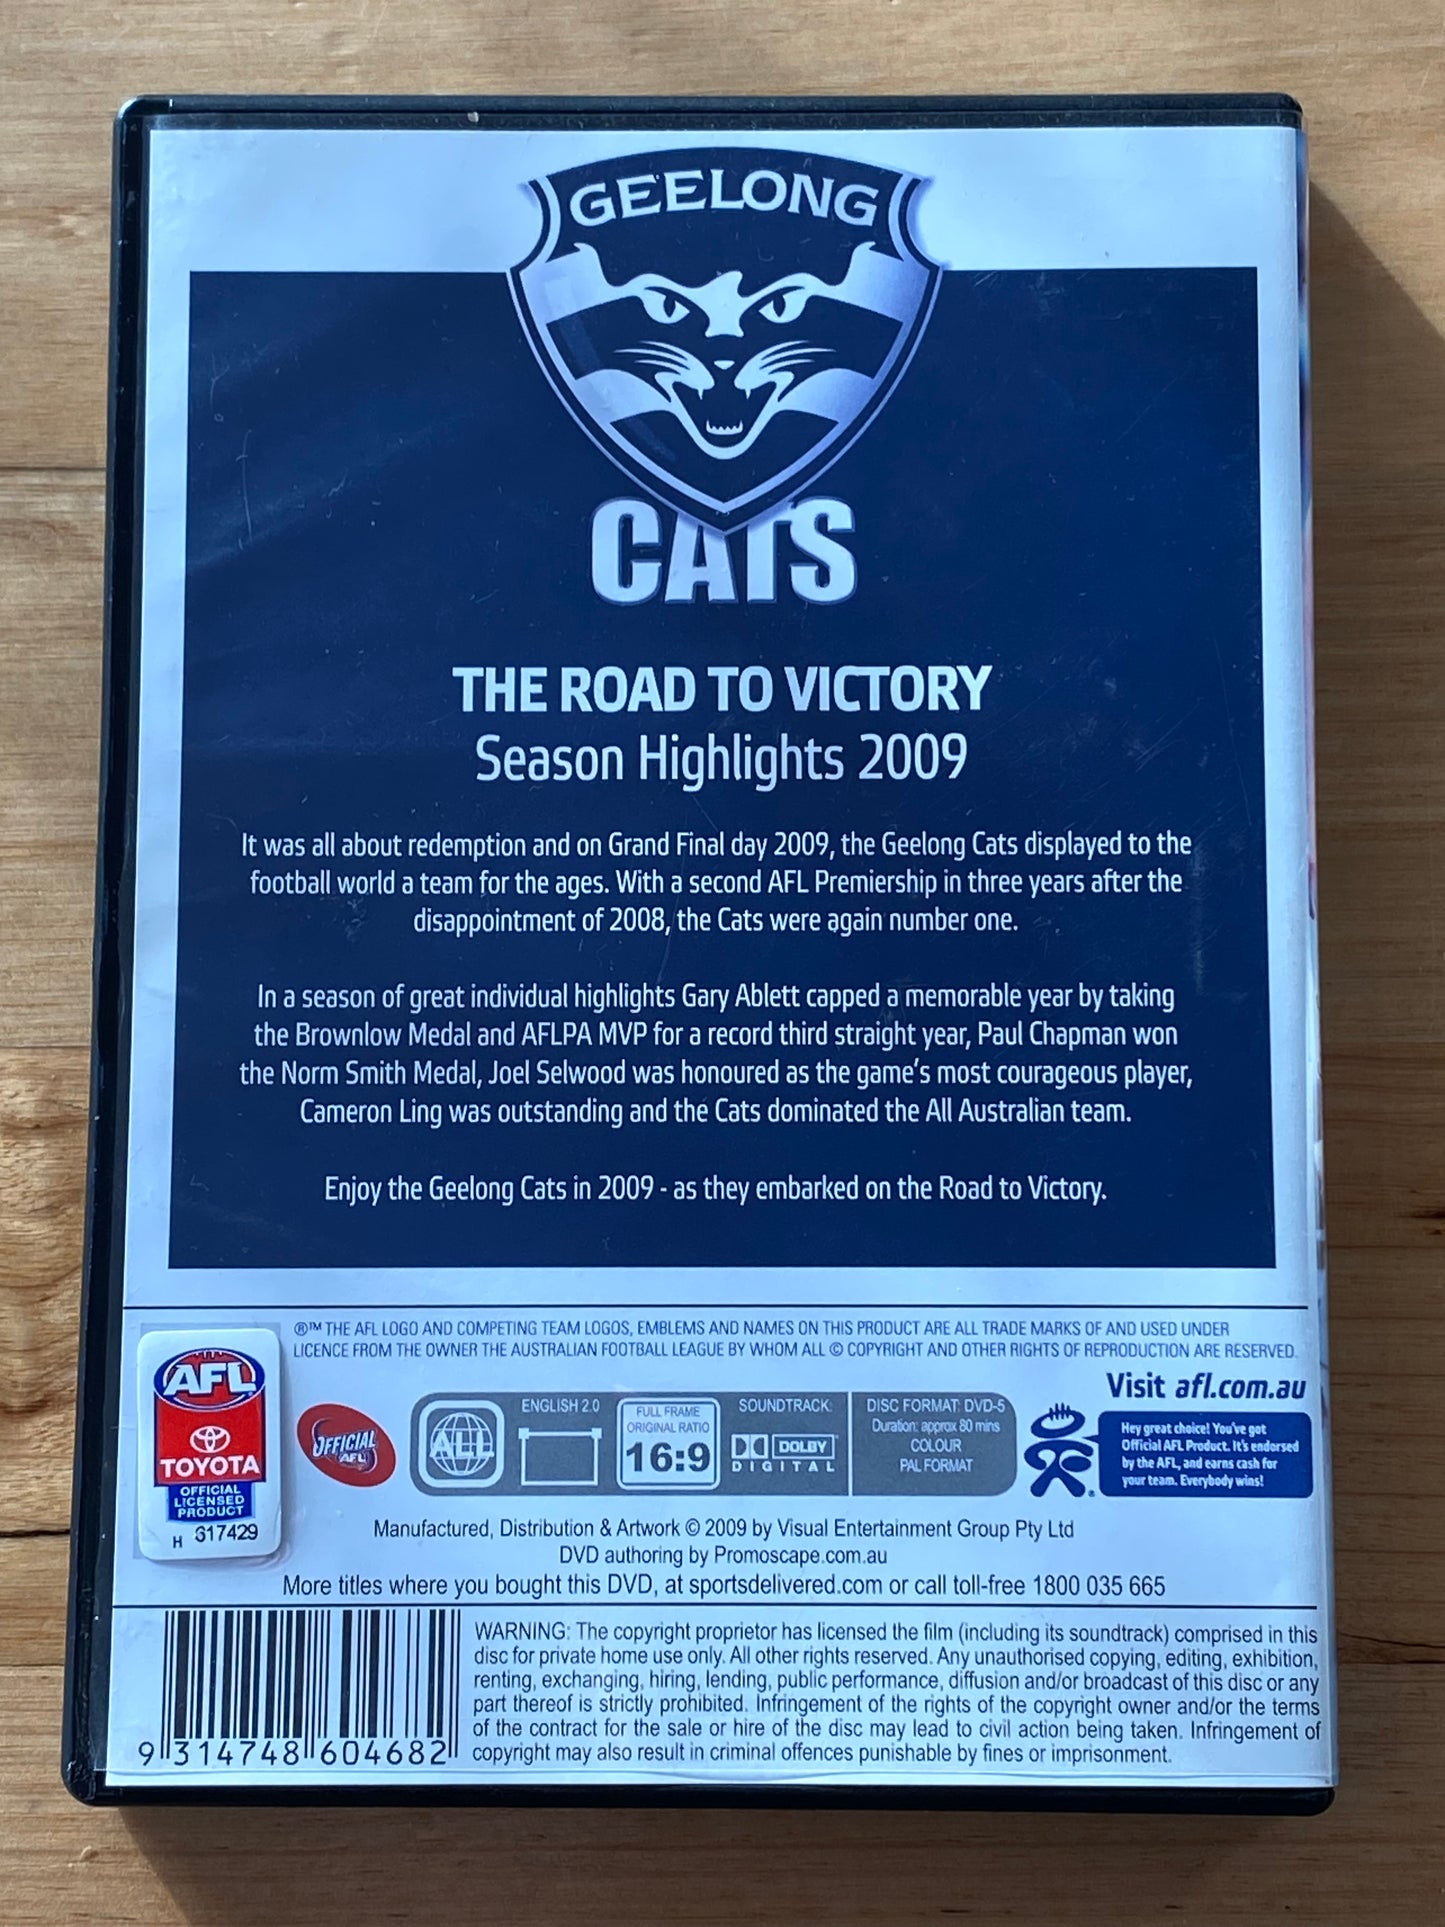 GEELONG
CATS
THE ROAD TO VICTORY
Season Highlights 2009
It was all about redemption and on Grand Final day 2009, the Geelong Cats displayed to the
football world a team for the ages. With a second AFL Premiership in three years after the
disappointment of 2008, the Cats were again number one.
In a season of great individual highlights Gary Ablett capped a memorable year by taking
the Brownlow Medal and AFLPA MVP for a record third straight year, Paul Chapman won
the Norm Smith Medal, Joel Selwood was honoured as the game's most courageous player,
Cameron Ling was outstanding and the Cats dominated the All Australian team.
Enjoy the Geelong Cats in 2009 - as they embarked on the Road to Victory.
®™ THE AFL LOGO AND COMPETING TEAM LOGOS, EMBLEMS AND NAMES ON THIS PRODUCT ARE ALL TRADE MARKS OF AND USED UNDER
LICENCE FROM THE OWNER THE AUSTRALIAN FOOTBALL LEAGUE BY WHOM ALL © COPYRIGHT AND OTHER RIGHTS OF REPRODUCTION ARE RESERVED.
AFL
TOYOTA
OFFICIAL
LICENSED
PRODUCT
H 317429
OFFICIAL
AFL
ALL
ENGLISH 2.0
FULL FRAME
ORIGINAL RATIO
16:9
SOUNDTRACK:
DOLBY
DIGITAL
DISC FORMAT: DVD-5
Duration: approx 80 mins
COLOUR
PAL FORMAT
Visit afl.com.au
Hey great choice! You've got
Official AFL Product. It's endorsed
by the AFL, and earns cash for
your team. Everybody wins!
Manufactured, Distribution & Artwork © 2009 by Visual Entertainment Group Pty Ltd
DVD authoring by Promoscape.com.au
More titles where you bought this DVD, at sportsdelivered.com or call toll-free 1800 035 665
9 314748 604682
WARNING: The copyright proprietor has licensed the film (including its soundtrack) comprised in this
disc for private home use only. All other rights reserved. Any unauthorised copying, editing, exhibition,
renting, exchanging, hiring, lending, public performance, diffusion and/or broadcast of this disc or any
part thereof is strictly prohibited. Infringement of the rights of the copyright owner and/or the terms
of the contract for the sale or hire of the disc may lead to civil action being taken. Infringement of
copyright may also result in criminal offences punishable by fines or imprisonment.